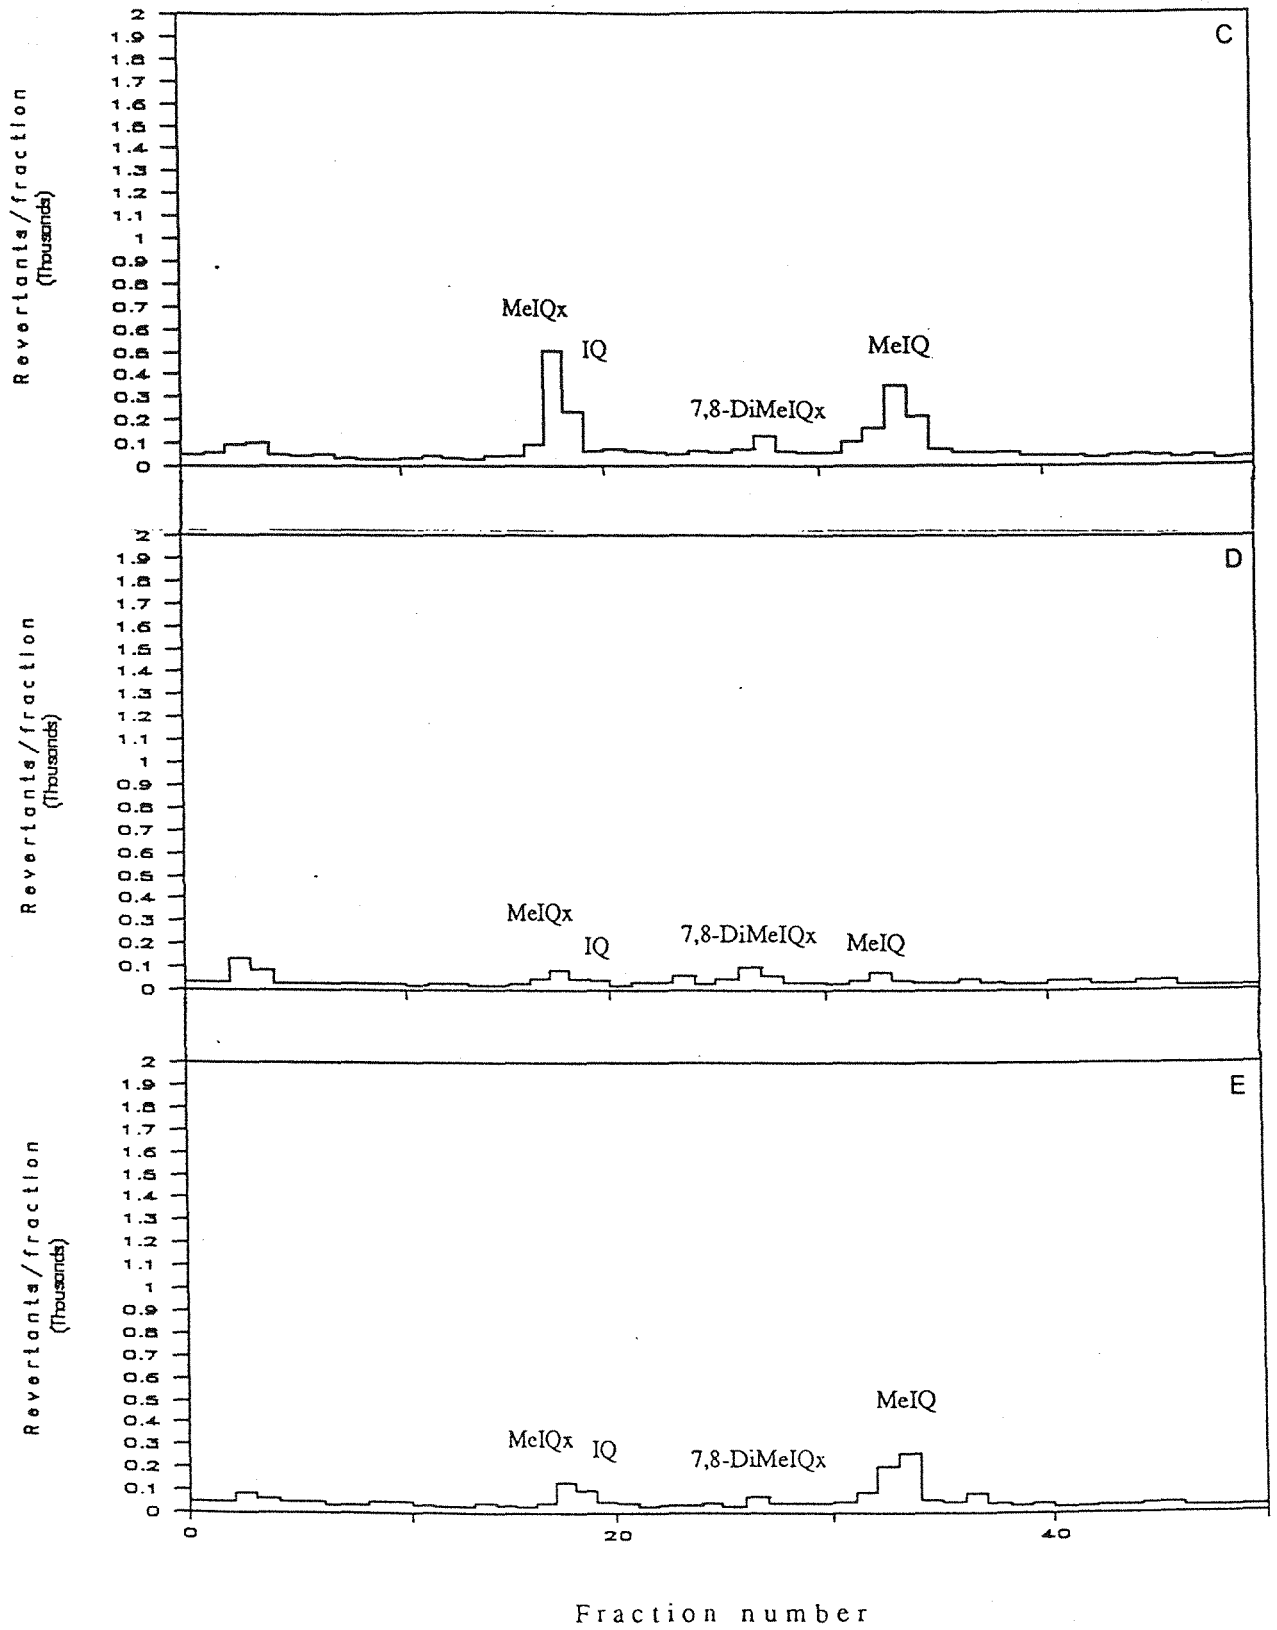 C
Revertants/fraction
(Thousands)
2
1.9
1.8
1.7
1.6
1.5
1.4
1.3
1.2
1.1
1
0.9
0.8
0.7
0.6
0.5
0.4
0.3
0.2
0.1
0
MeIQx
IQ
7,8-DiMeIQx
MeIQ
D
Revertants/fraction
(Thousands)
2
1.9
1.8
1.7
1.6
1.5
1.4
1.3
1.2
1.1
1
0.9
0.8
0.7
0.6
0.5
0.4
0.3
0.2
0.1
0
MeIQx
IQ
7,8-DiMeIQx
MeIQ
E
Revertants/fraction
(Thousands)
2
1.9
1.8
1.7
1.6
1.5
1.4
1.3
1.2
1.1
1
0.9
0.8
0.7
0.6
0.5
0.4
0.3
0.2
0.1
0
MeIQx
IQ
7,8-DiMeIQx
MeIQ
0 20 40
Fraction number